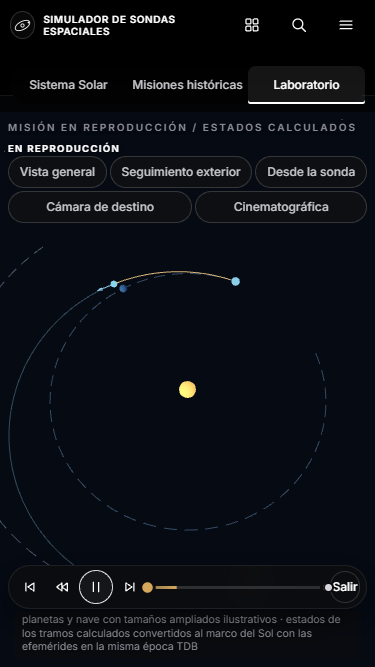 SIMULADOR DE SONDAS
ESPACIALES
Sistema Solar
Misiones históricas
Laboratorio
MISIÓN EN REPRODUCCIÓN / ESTADOS CALCULADOS
EN REPRODUCCIÓN
Vista general
Seguimiento exterior
Desde la sonda
Cámara de destino
Cinematográfica
Salir
planetas y nave con tamaños ampliados ilustrativos · estados de
los tramos calculados convertidos al marco del Sol con las
efemérides en la misma época TDB